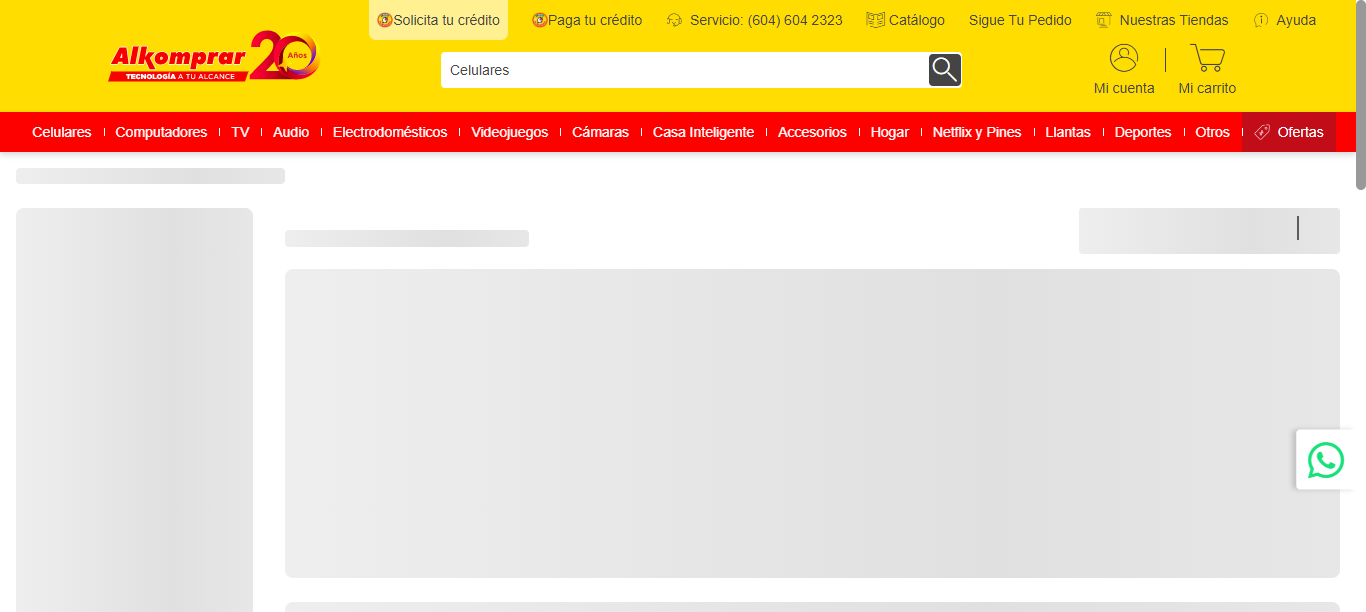 Solicita tu crédito
Paga tu crédito
Servicio: (604) 604 2323
Catálogo
Sigue Tu Pedido
Nuestras Tiendas
Ayuda
Alkomprar 20 Años
TECNOLOGÍA A TU ALCANCE
Celulares
Mi cuenta
Mi carrito
Celulares
Computadores
TV
Audio
Electrodomésticos
Videojuegos
Cámaras
Casa Inteligente
Accesorios
Hogar
Netflix y Pines
Llantas
Deportes
Otros
Ofertas